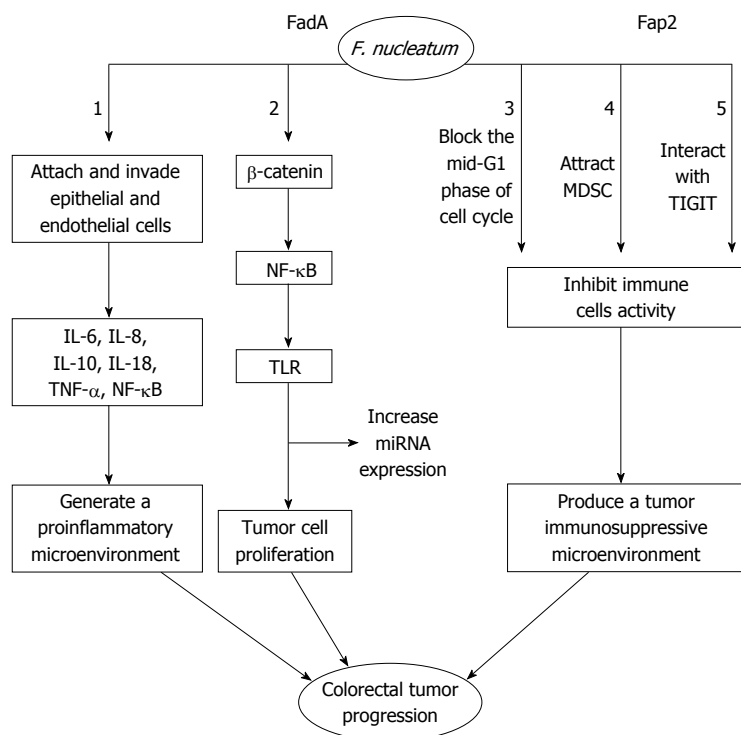 FadA
F. nucleatum
Fap2
1
Attach and invade
epithelial and
endothelial cells
IL-6, IL-8,
IL-10, IL-18,
TNF-α, NF-κB
Generate a
proinflammatory
microenvironment
2
β-catenin
NF-κB
TLR
Increase
miRNA
expression
Tumor cell
proliferation
3
Block the
mid-G1
phase of
cell cycle
4
Attract
MDSC
5
Interact
with
TIGIT
Inhibit immune
cells activity
Produce a tumor
immunosuppressive
microenvironment
Colorectal tumor
progression